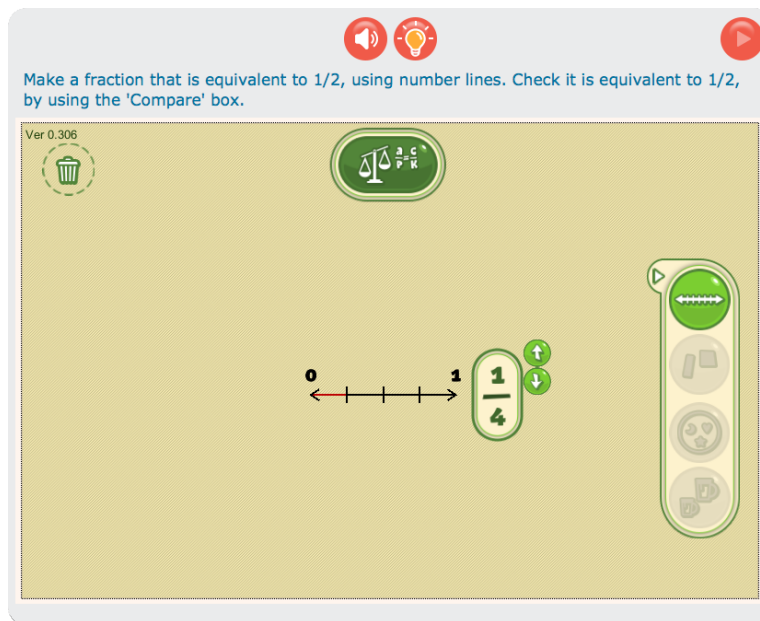 Make a fraction that is equivalent to 1/2, using number lines. Check it is equivalent to 1/2,
by using the 'Compare' box.
Ver 0.306
a/P = c/K
0 1
1
4